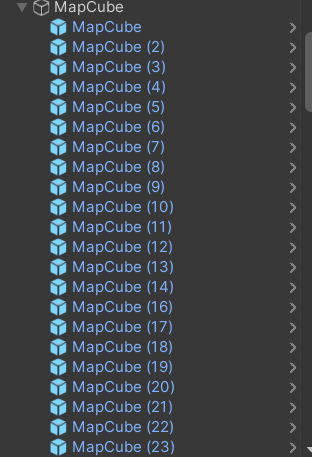 MapCube
MapCube
MapCube (2)
MapCube (3)
MapCube (4)
MapCube (5)
MapCube (6)
MapCube (7)
MapCube (8)
MapCube (9)
MapCube (10)
MapCube (11)
MapCube (12)
MapCube (13)
MapCube (14)
MapCube (16)
MapCube (17)
MapCube (18)
MapCube (19)
MapCube (20)
MapCube (21)
MapCube (22)
MapCube (23)